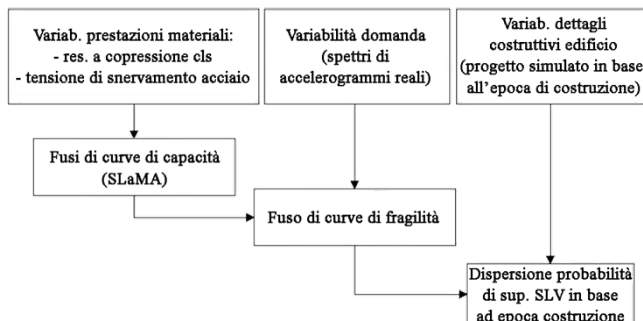 Variab. prestazioni materiali:
- res. a copressione cls
- tensione di snervamento acciaio
Variabilità domanda
(spettri di
accelerogrammi reali)
Variab. dettagli
costruttivi edificio
(progetto simulato in base
all'epoca di costruzione)
Fusi di curve di capacità
(SLaMA)
Fuso di curve di fragilità
Dispersione probabilità
di sup. SLV in base
ad epoca costruzione